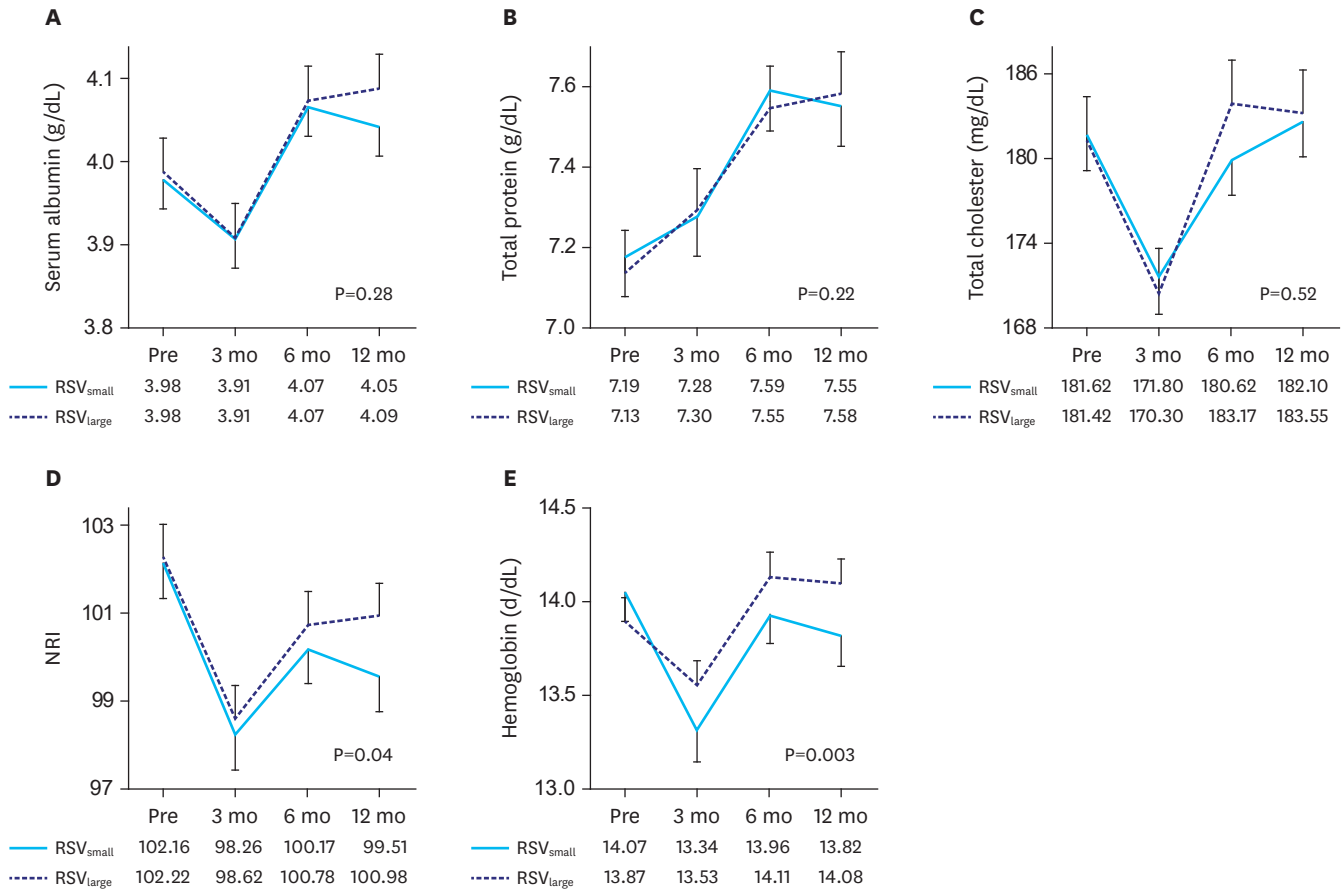 A
Serum albumin (g/dL)
4.1
4.0
3.9
3.8
P=0.28
Pre 3 mo 6 mo 12 mo
RSVsmall 3.98 3.91 4.07 4.05
RSVlarge 3.98 3.91 4.07 4.09
B
Total protein (g/dL)
7.6
7.4
7.2
7.0
P=0.22
Pre 3 mo 6 mo 12 mo
RSVsmall 7.19 7.28 7.59 7.55
RSVlarge 7.13 7.30 7.55 7.58
C
Total cholester (mg/dL)
186
180
174
168
P=0.52
Pre 3 mo 6 mo 12 mo
RSVsmall 181.62 171.80 180.62 182.10
RSVlarge 181.42 170.30 183.17 183.55
D
NRI
103
101
99
97
P=0.04
Pre 3 mo 6 mo 12 mo
RSVsmall 102.16 98.26 100.17 99.51
RSVlarge 102.22 98.62 100.78 100.98
E
Hemoglobin (d/dL)
14.5
14.0
13.5
13.0
P=0.003
Pre 3 mo 6 mo 12 mo
RSVsmall 14.07 13.34 13.96 13.82
RSVlarge 13.87 13.53 14.11 14.08